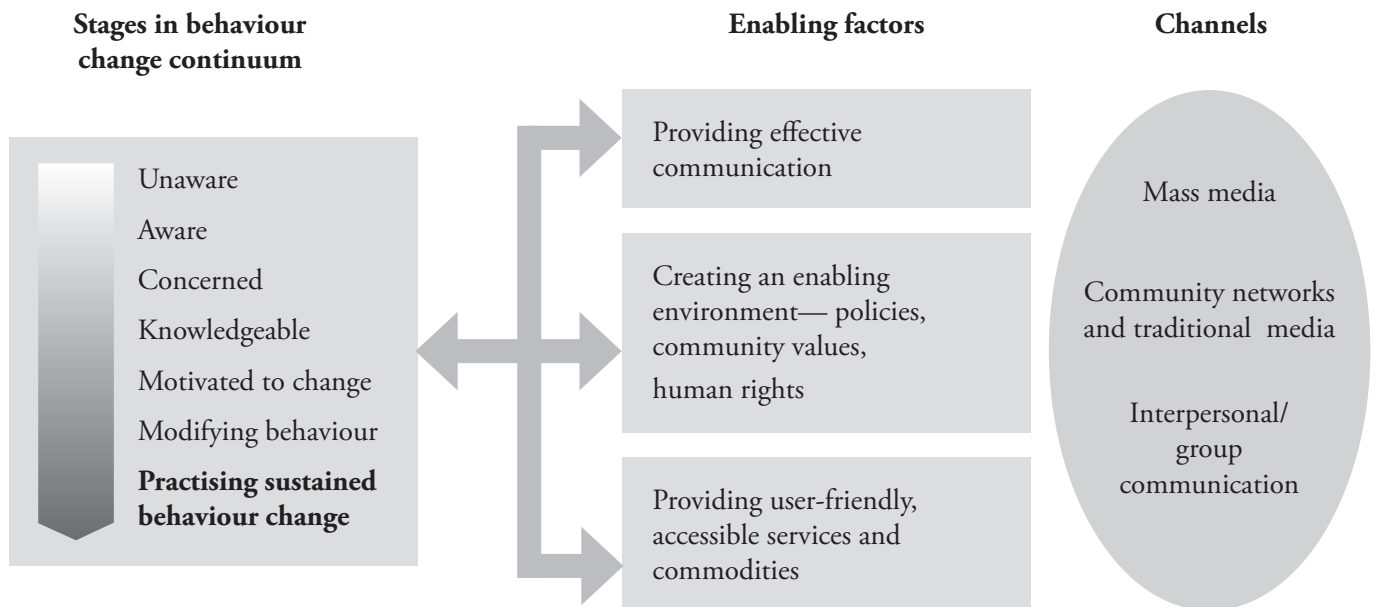 Stages in behaviour
change continuum
Unaware
Aware
Concerned
Knowledgeable
Motivated to change
Modifying behaviour
Practising sustained
behaviour change
Enabling factors
Providing effective
communication
Creating an enabling
environment— policies,
community values,
human rights
Providing user-friendly,
accessible services and
commodities
Channels
Mass media
Community networks
and traditional media
Interpersonal/
group
communication